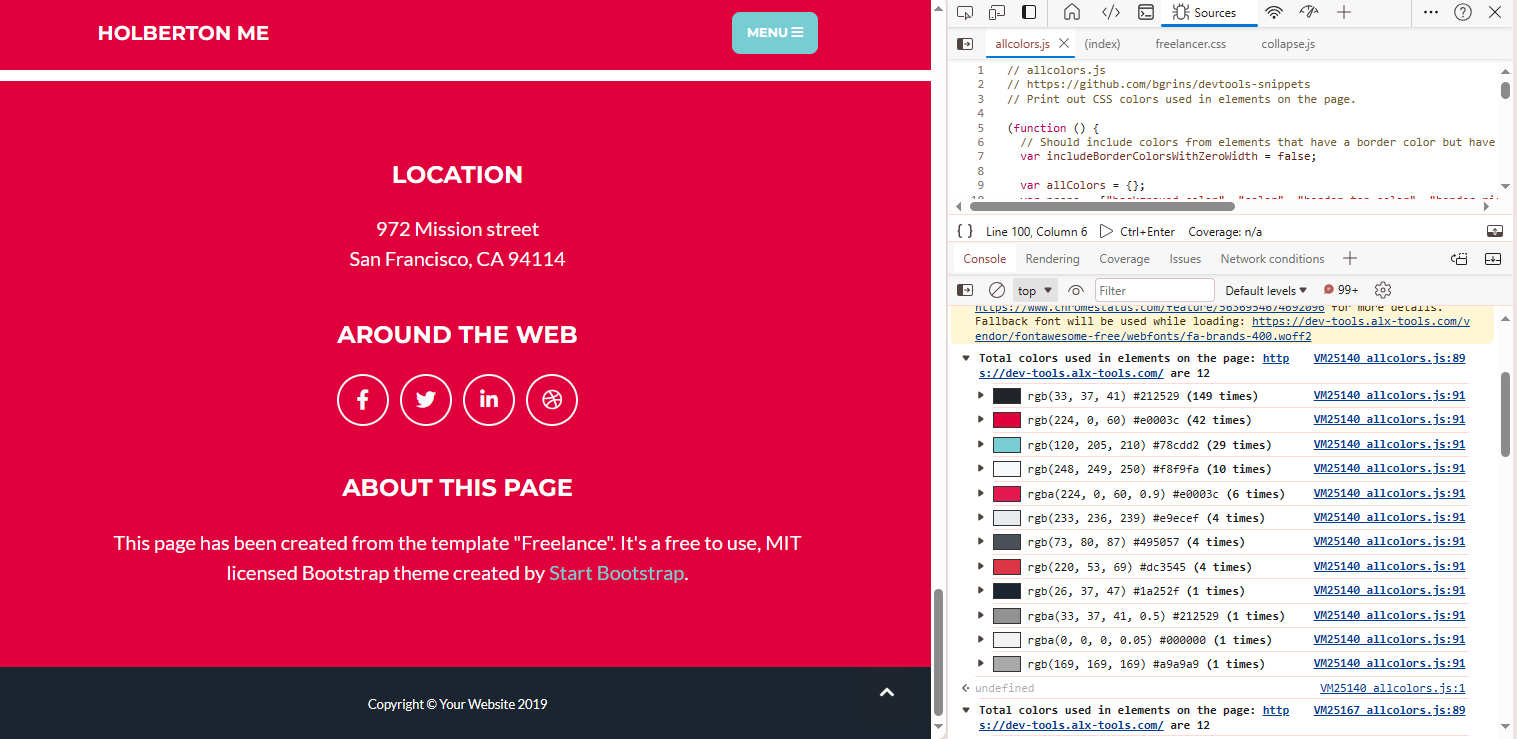 HOLBERTON ME
MENU
LOCATION
972 Mission street
San Francisco, CA 94114
AROUND THE WEB
ABOUT THIS PAGE
This page has been created from the template "Freelance". It's a free to use, MIT
licensed Bootstrap theme created by Start Bootstrap.
Copyright © Your Website 2019
Sources
allcolors.js (index) freelancer.css collapse.js
1 // allcolors.js
2 // https://github.com/bgrins/devtools-snippets
3 // Print out CSS colors used in elements on the page.
4
5 (function () {
6 // Should include colors from elements that have a border color but have
7 var includeBorderColorsWithZeroWidth = false;
8
9 var allColors = {};
{ } Line 100, Column 6 Ctrl+Enter Coverage: n/a
Console Rendering Coverage Issues Network conditions
top Filter Default levels 99+
https://www.chromestatus.com/feature/5636954674692096 for more details.
Fallback font will be used while loading: https://dev-tools.alx-tools.com/v
endor/fontawesome-free/webfonts/fa-brands-400.woff2
Total colors used in elements on the page: http VM25140 allcolors.js:89
s://dev-tools.alx-tools.com/ are 12
rgb(33, 37, 41) #212529 (149 times) VM25140 allcolors.js:91
rgb(224, 0, 60) #e0003c (42 times) VM25140 allcolors.js:91
rgb(120, 205, 210) #78cdd2 (29 times) VM25140 allcolors.js:91
rgb(248, 249, 250) #f8f9fa (10 times) VM25140 allcolors.js:91
rgba(224, 0, 60, 0.9) #e0003c (6 times) VM25140 allcolors.js:91
rgb(233, 236, 239) #e9ecef (4 times) VM25140 allcolors.js:91
rgb(73, 80, 87) #495057 (4 times) VM25140 allcolors.js:91
rgb(220, 53, 69) #dc3545 (4 times) VM25140 allcolors.js:91
rgb(26, 37, 47) #1a252f (1 times) VM25140 allcolors.js:91
rgba(33, 37, 41, 0.5) #212529 (1 times) VM25140 allcolors.js:91
rgba(0, 0, 0, 0.05) #000000 (1 times) VM25140 allcolors.js:91
rgb(169, 169, 169) #a9a9a9 (1 times) VM25140 allcolors.js:91
undefined VM25140 allcolors.js:1
Total colors used in elements on the page: http VM25167 allcolors.js:89
s://dev-tools.alx-tools.com/ are 12